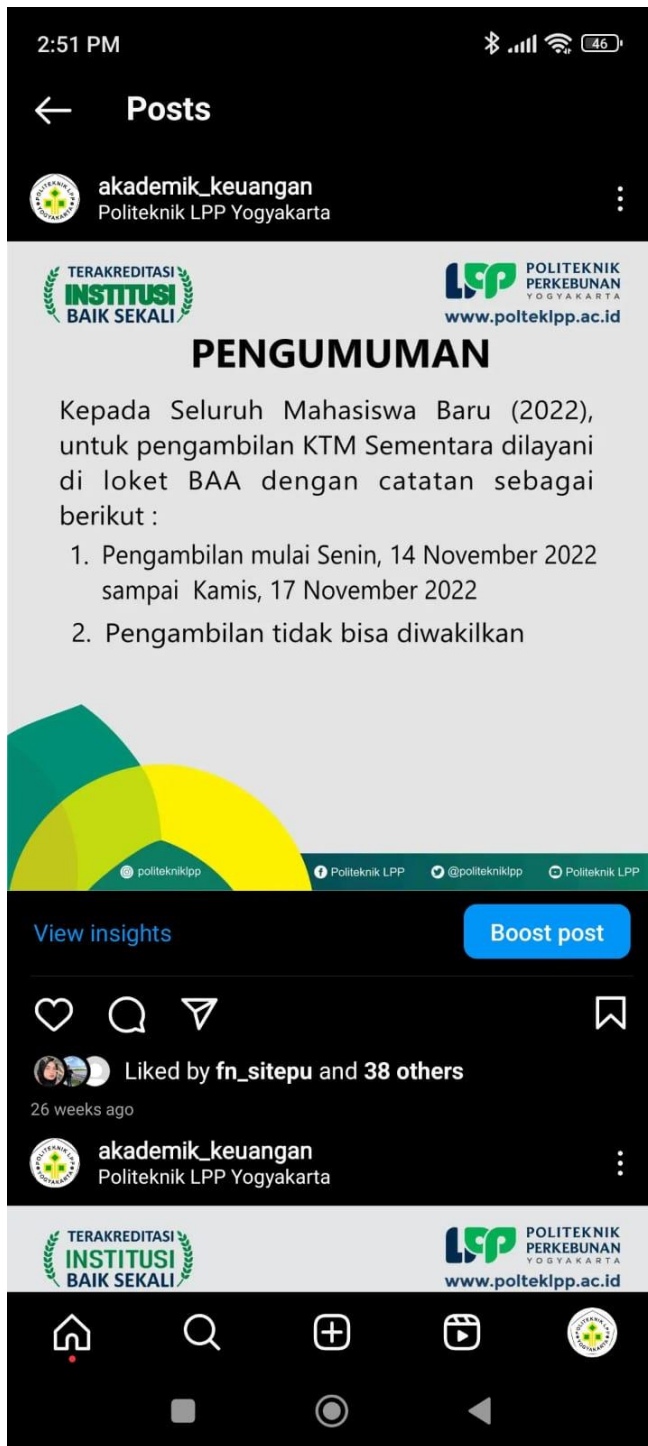 2:51 PM
46
Posts
akademik_keuangan
Politeknik LPP Yogyakarta
TERAKREDITASI
INSTITUSI
BAIK SEKALI
LPP
POLITEKNIK
PERKEBUNAN
YOGYAKARTA
www.polteklpp.ac.id
PENGUMUMAN
Kepada Seluruh Mahasiswa Baru (2022),
untuk pengambilan KTM Sementara dilayani
di loket BAA dengan catatan sebagai
berikut :
1. Pengambilan mulai Senin, 14 November 2022
sampai Kamis, 17 November 2022
2. Pengambilan tidak bisa diwakilkan
politekniklpp
Politeknik LPP
@politekniklpp
Politeknik LPP
View insights
Boost post
Liked by fn_sitepu and 38 others
26 weeks ago
akademik_keuangan
Politeknik LPP Yogyakarta
TERAKREDITASI
INSTITUSI
BAIK SEKALI
LPP
POLITEKNIK
PERKEBUNAN
YOGYAKARTA
www.polteklpp.ac.id